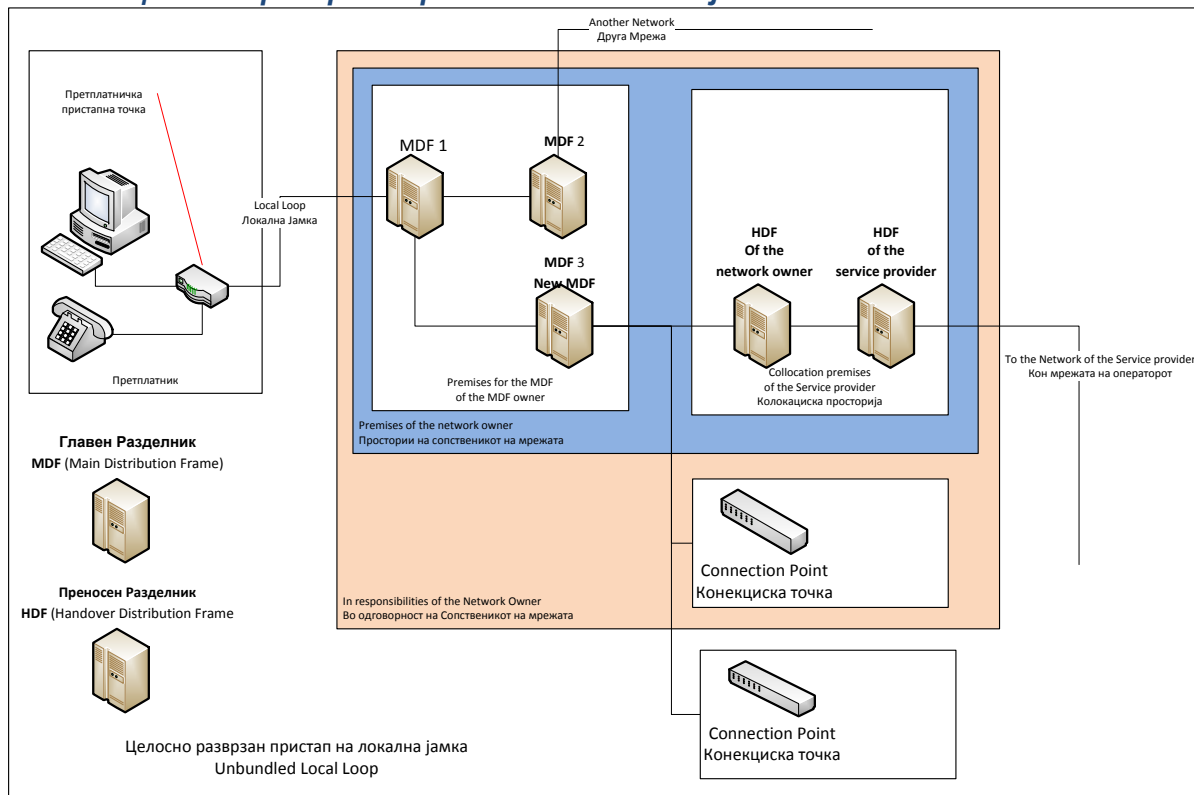 Another Network
Друга Мрежа
Претплатничка
пристапна точка
MDF 1
MDF 2
Local Loop
Локална Јамка
MDF 3
New MDF
HDF
Of the
network owner
HDF
of the
service provider
To the Network of the Service provider
Кон мрежата на операторот
Претплатник
Premises for the MDF
of the MDF owner
Collocation premises
of the Service provider
Колокациска просторија
Premises of the network owner
Простории на сопственикот на мрежата
Главен Разделник
MDF (Main Distribution Frame)
Connection Point
Конекциска точка
Преносен Разделник
HDF (Handover Distribution Frame
In responsibilities of the Network Owner
Во одговорност на Сопственикот на мрежата
Connection Point
Конекциска точка
Целосно разврзан пристап на локална јамка
Unbundled Local Loop